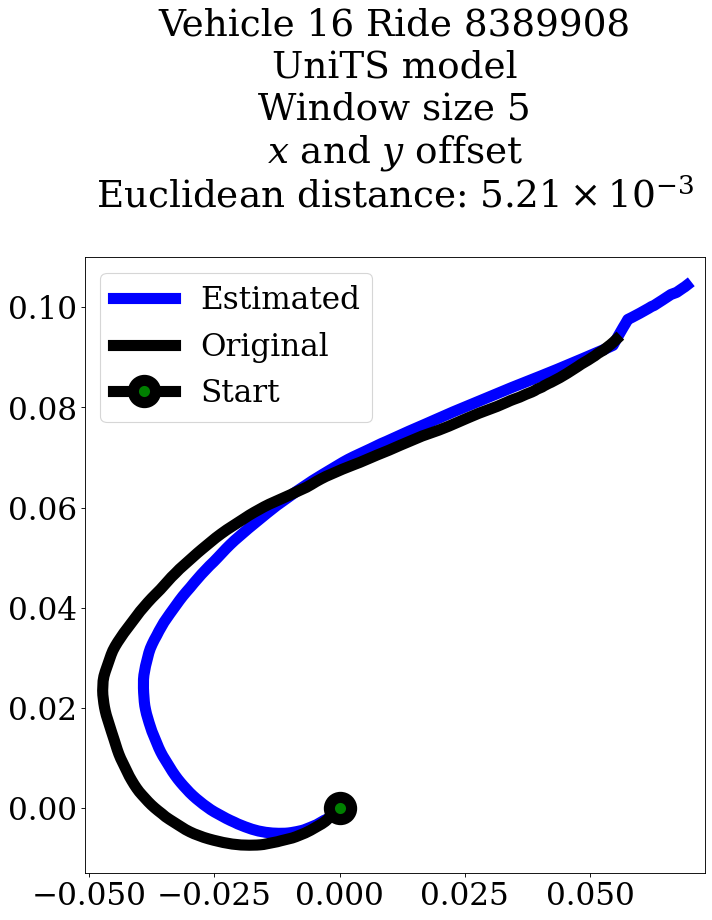 Vehicle 16 Ride 8389908
UniTS model
Window size 5
x and y offset
Euclidean distance: 5.21 × 10⁻³
Estimated
Original
Start
0.10
0.08
0.06
0.04
0.02
0.00
−0.050 −0.025 0.000 0.025 0.050